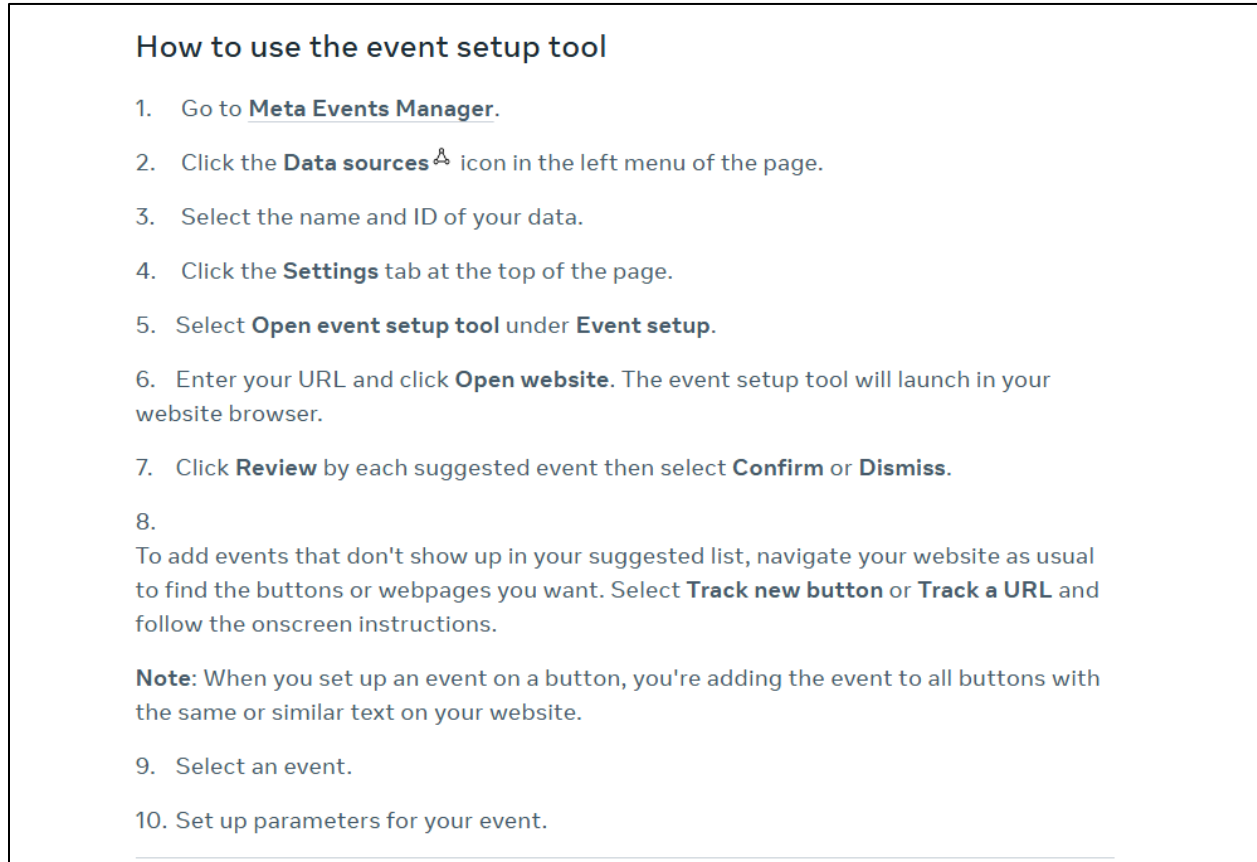 How to use the event setup tool
1. Go to Meta Events Manager.
2. Click the Data sources icon in the left menu of the page.
3. Select the name and ID of your data.
4. Click the Settings tab at the top of the page.
5. Select Open event setup tool under Event setup.
6. Enter your URL and click Open website. The event setup tool will launch in your
website browser.
7. Click Review by each suggested event then select Confirm or Dismiss.
8.
To add events that don't show up in your suggested list, navigate your website as usual
to find the buttons or webpages you want. Select Track new button or Track a URL and
follow the onscreen instructions.
Note: When you set up an event on a button, you're adding the event to all buttons with
the same or similar text on your website.
9. Select an event.
10. Set up parameters for your event.